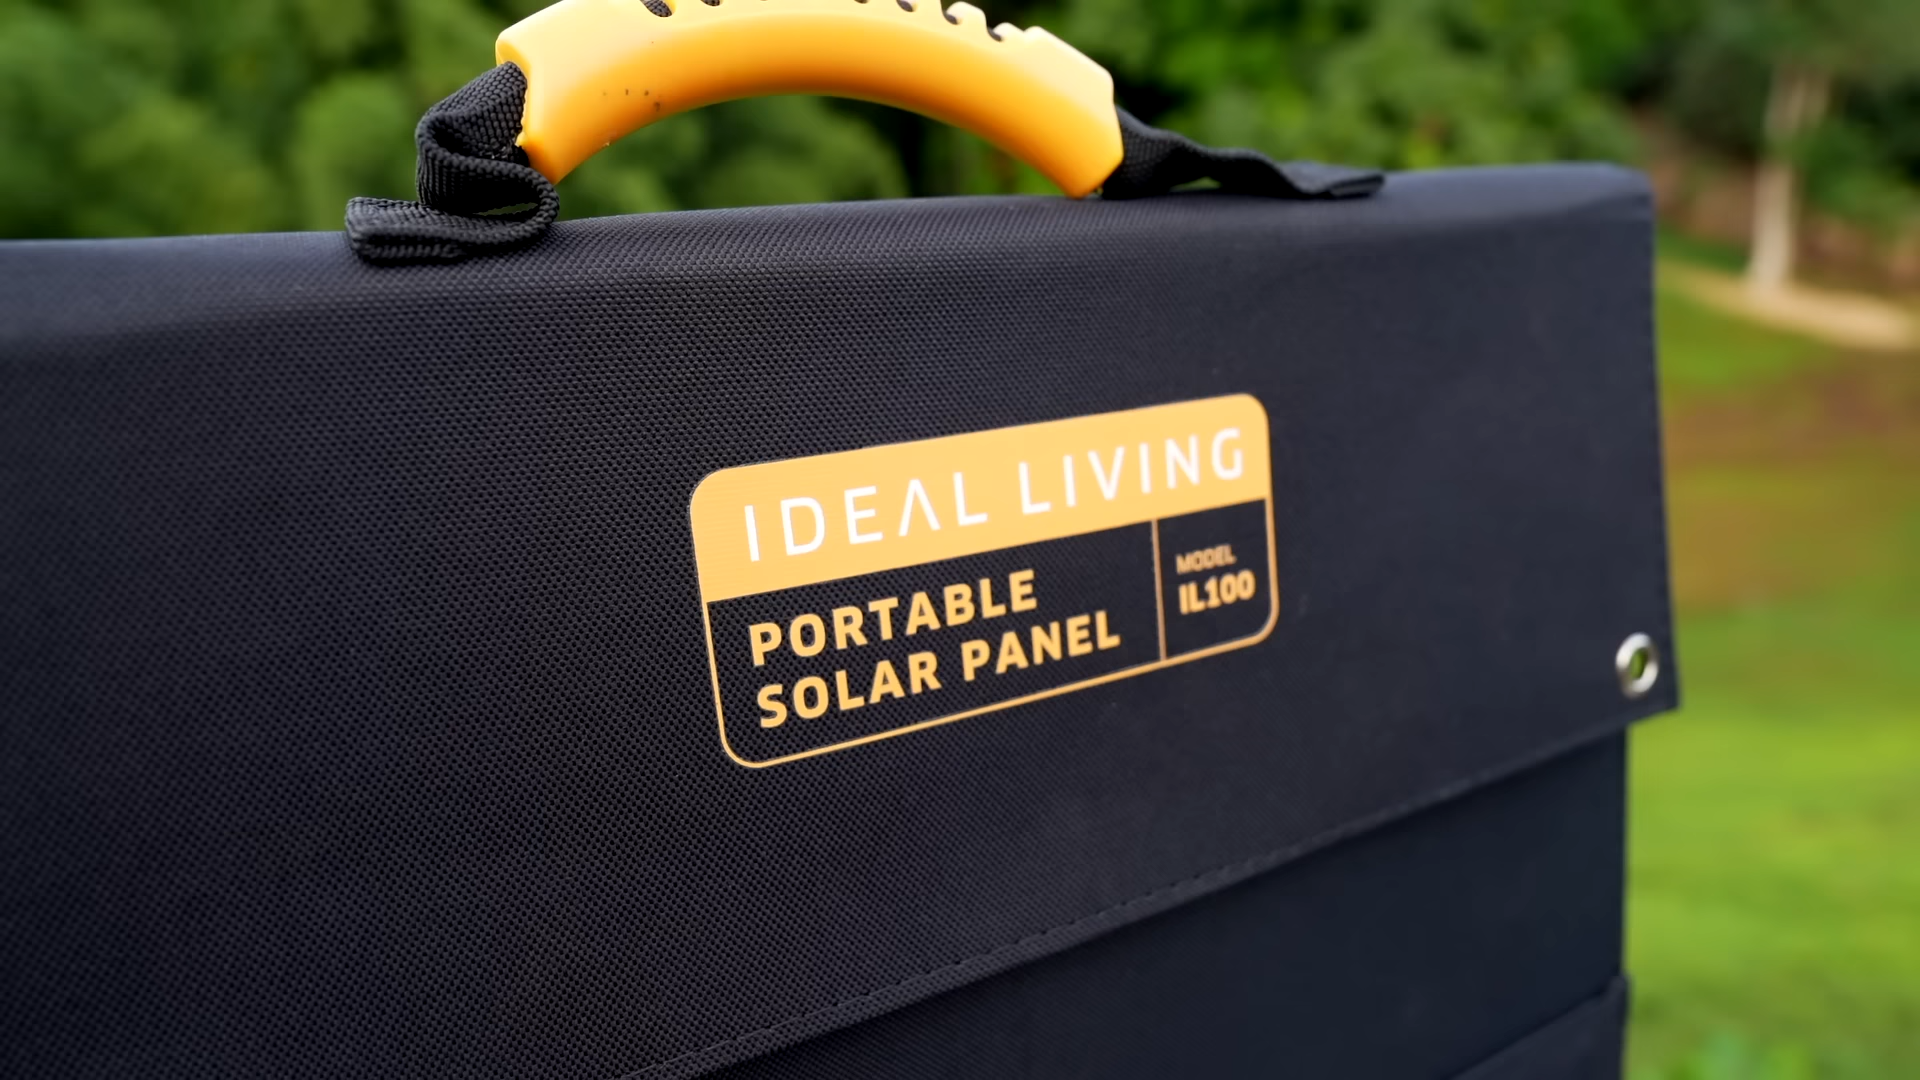 IDEAL LIVING
PORTABLE
SOLAR PANEL
MODEL
IL100